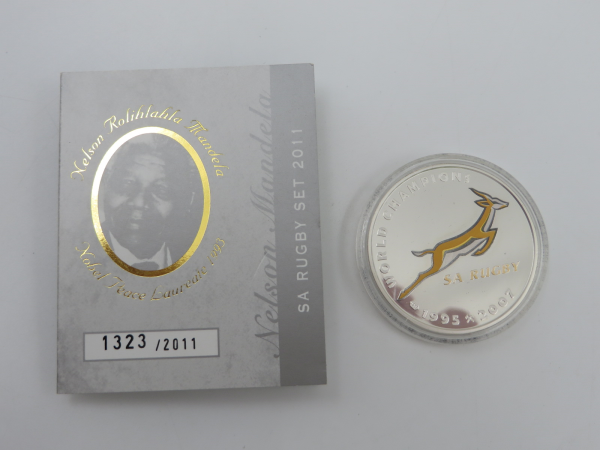 Nelson Rolihlahla Mandela
Nobel Peace Laureate 1993
1323 /2011
Nelson Mandela
SA RUGBY SET 2011
WORLD CHAMPIONS
SA RUGBY
1995 2007